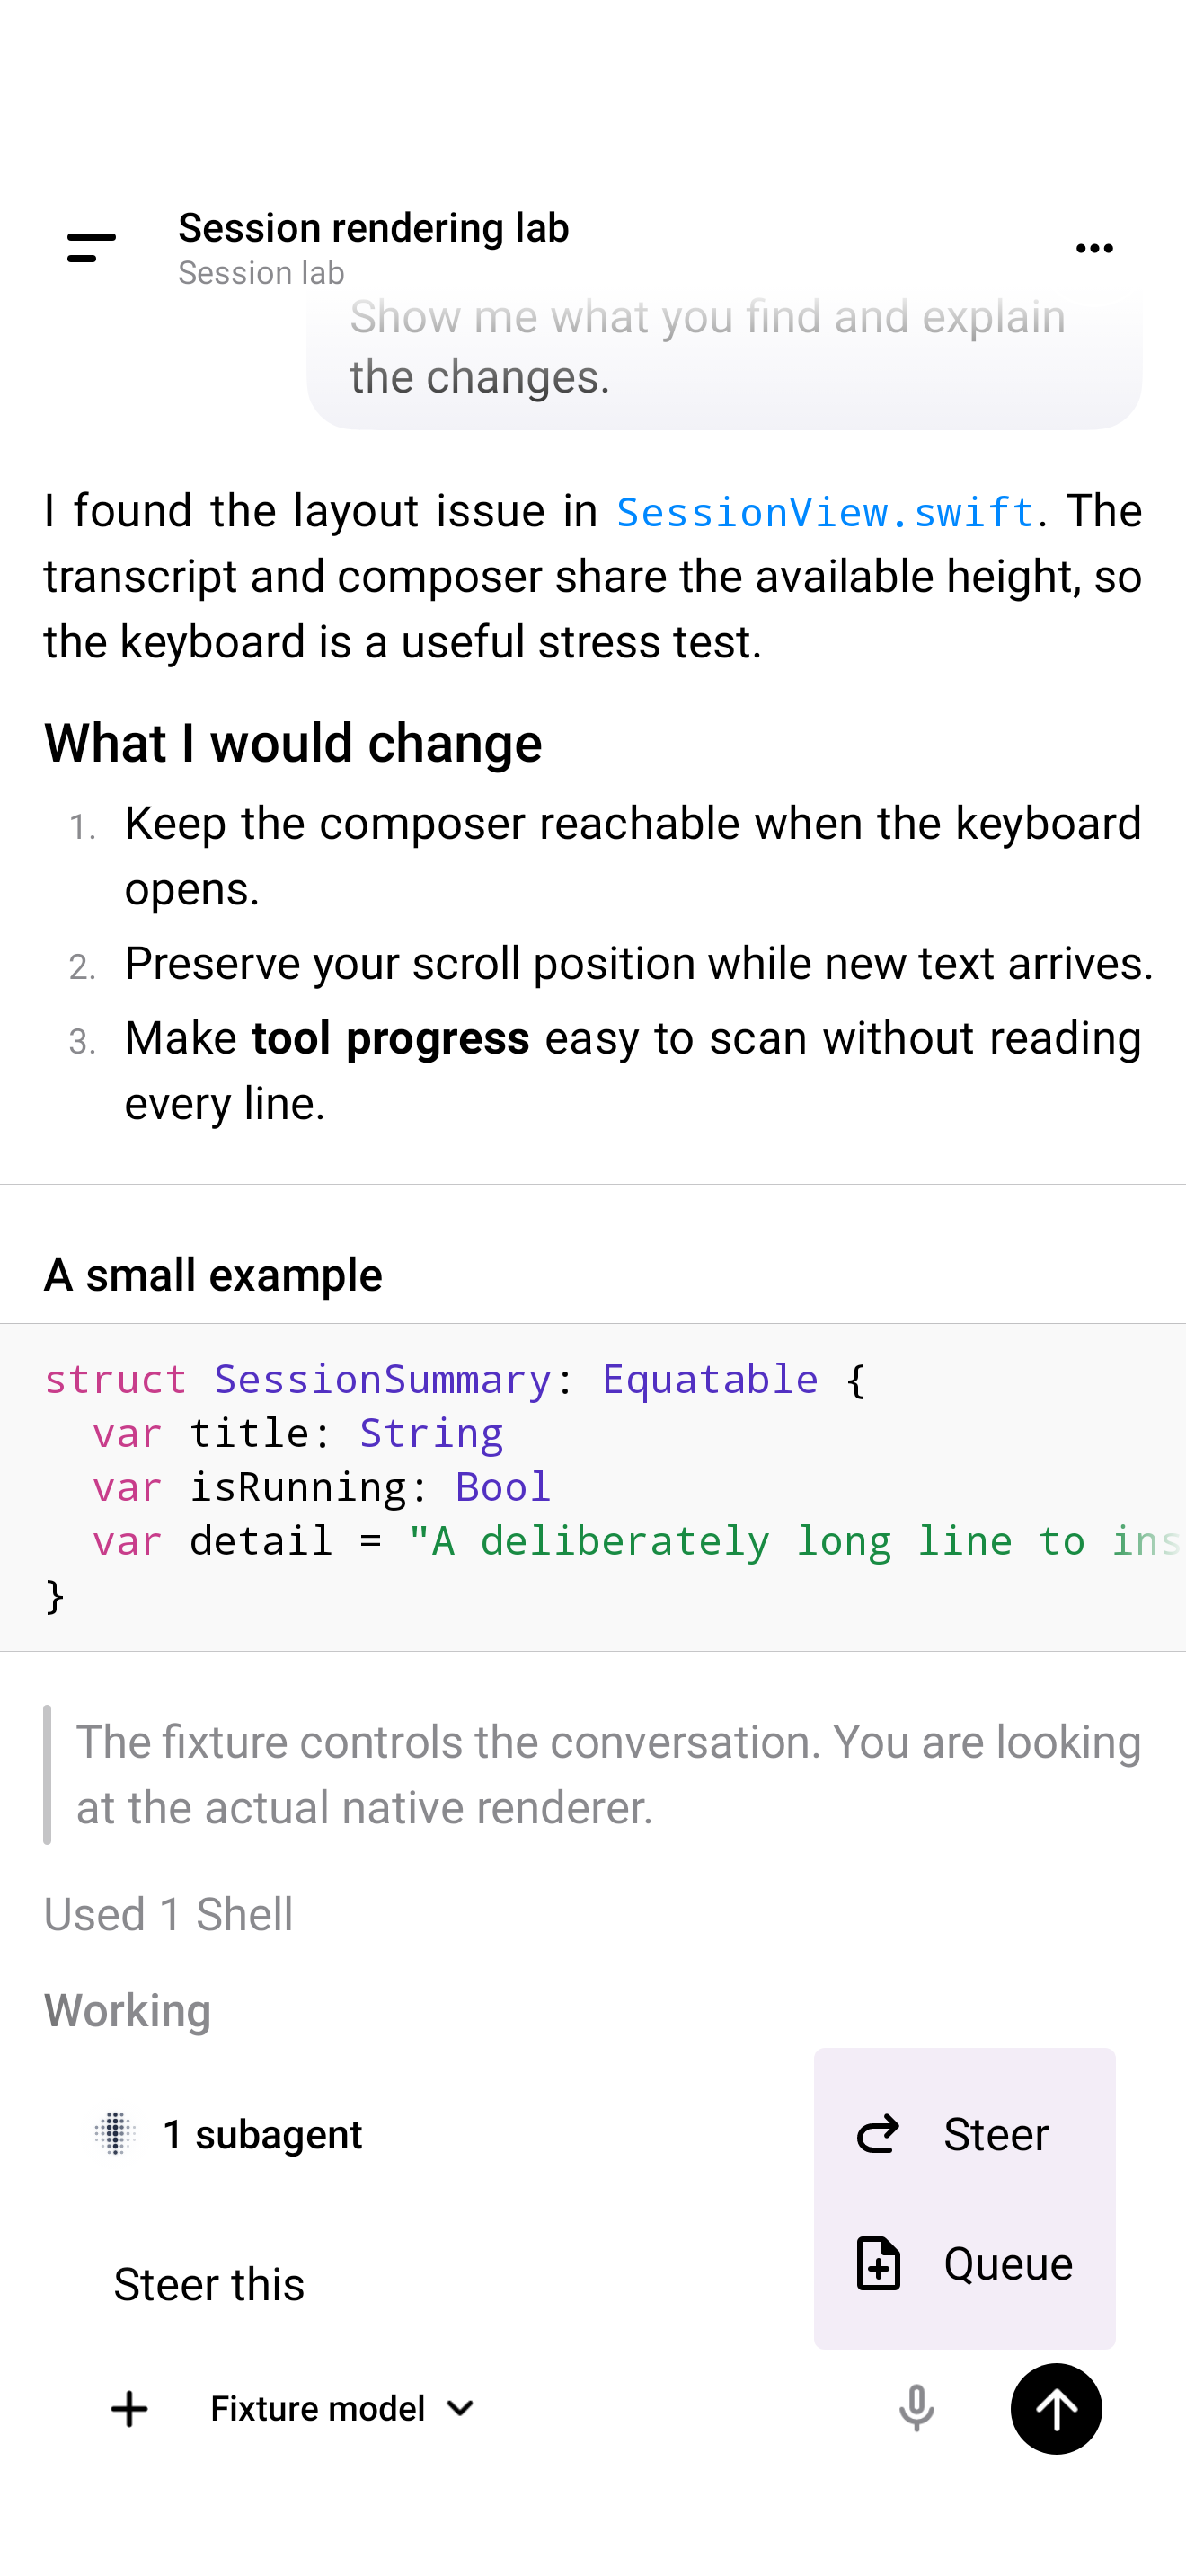 Session rendering lab
Session lab
Show me what you find and explain
the changes.
I found the layout issue in SessionView.swift. The
transcript and composer share the available height, so
the keyboard is a useful stress test.
What I would change
1. Keep the composer reachable when the keyboard
opens.
2. Preserve your scroll position while new text arrives.
3. Make tool progress easy to scan without reading
every line.
A small example
struct SessionSummary: Equatable {
  var title: String
  var isRunning: Bool
  var detail = "A deliberately long line to ins
}
The fixture controls the conversation. You are looking
at the actual native renderer.
Used 1 Shell
Working
1 subagent
Steer
Queue
Steer this
Fixture model